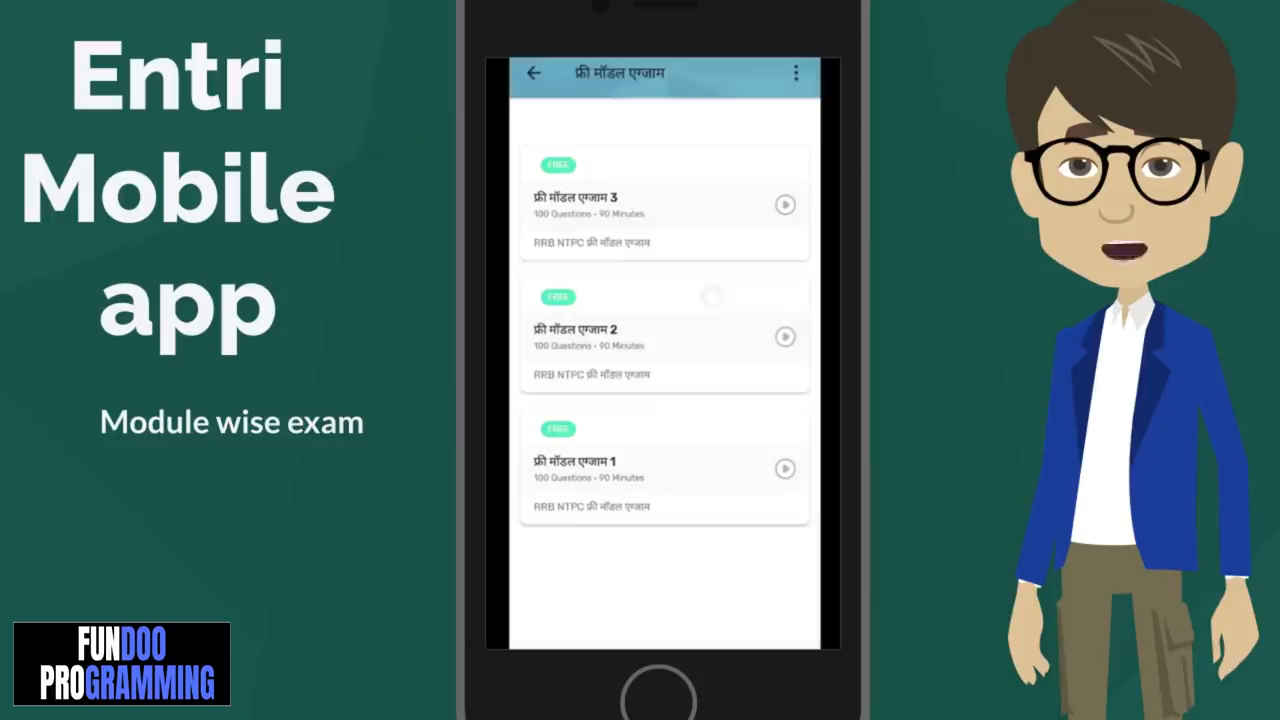 Entri
Mobile
app
Module wise exam
FUNDOO
PROGRAMMING
फ्री मॉडल एग्जाम
FREE
फ्री मॉडल एग्जाम 3
100 Questions • 90 Minutes
RRB NTPC फ्री मॉडल एग्जाम
FREE
फ्री मॉडल एग्जाम 2
100 Questions • 90 Minutes
RRB NTPC फ्री मॉडल एग्जाम
FREE
फ्री मॉडल एग्जाम 1
100 Questions • 90 Minutes
RRB NTPC फ्री मॉडल एग्जाम